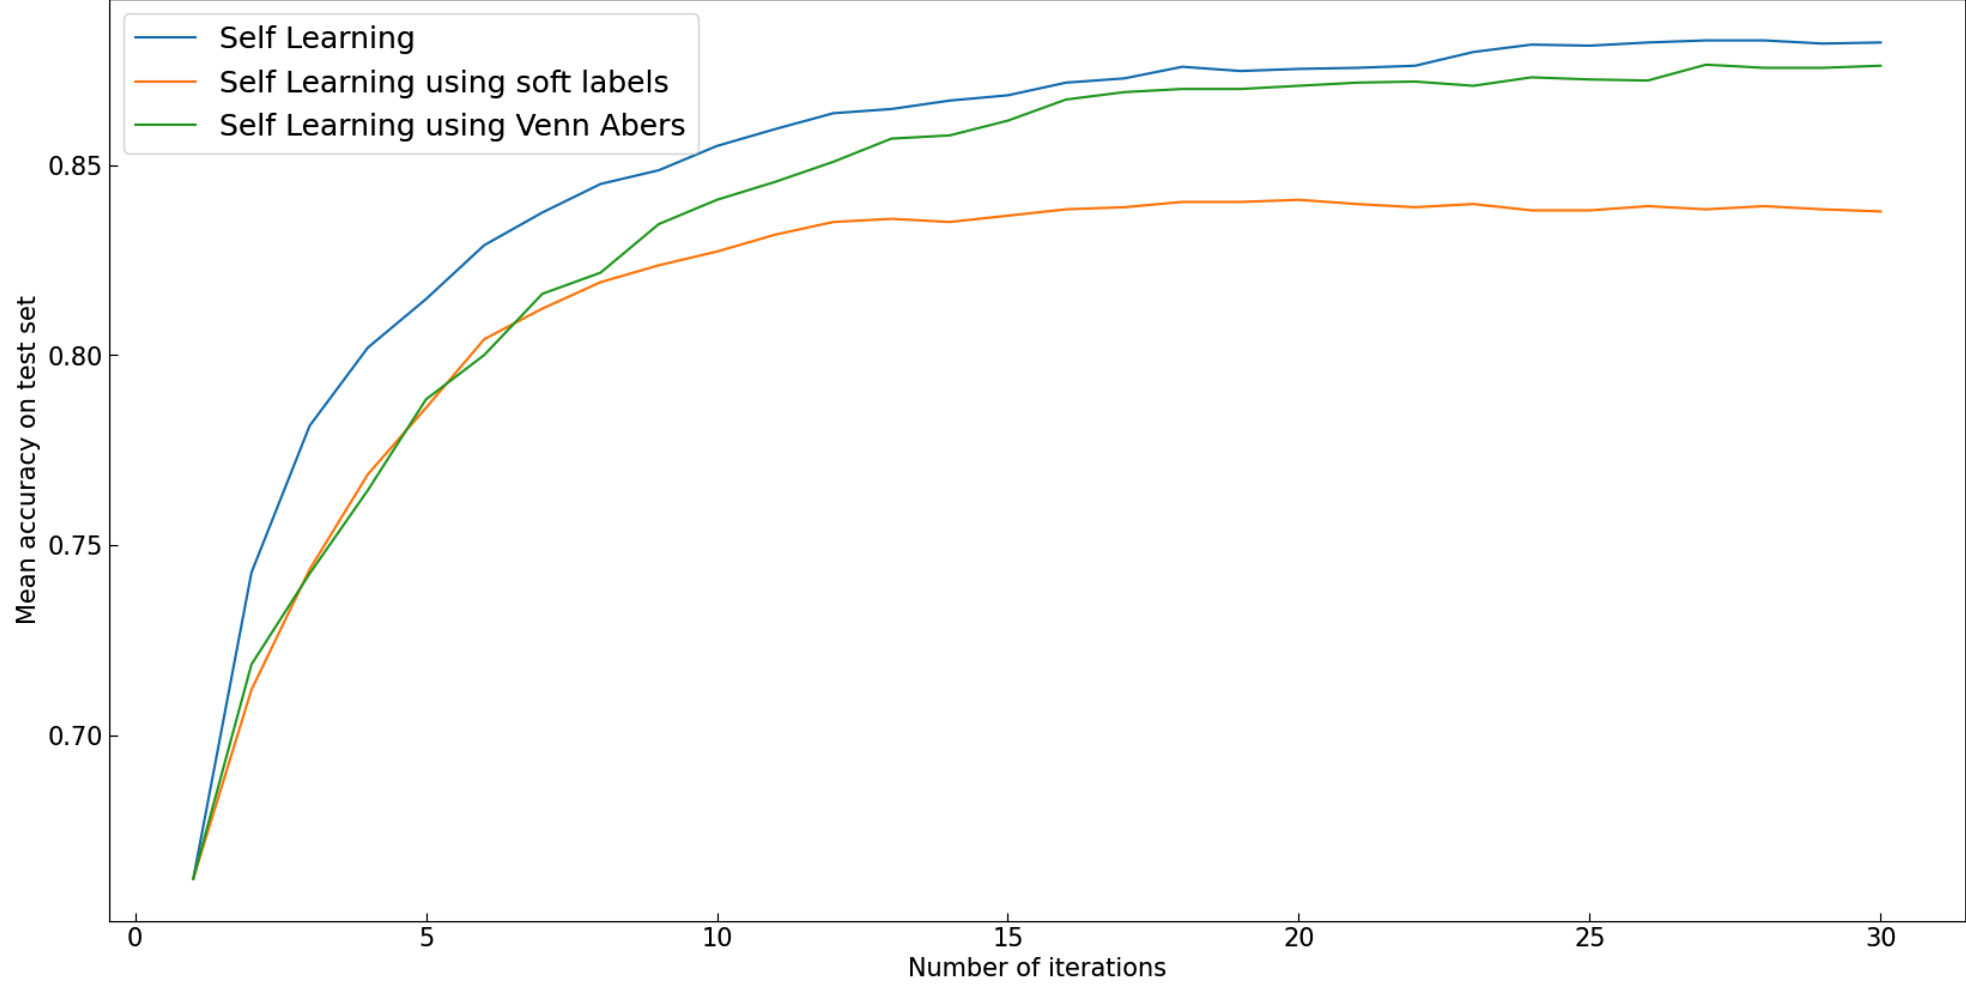 Self Learning
Self Learning using soft labels
Self Learning using Venn Abers
0.85
0.80
0.75
0.70
Mean accuracy on test set
0 5 10 15 20 25 30
Number of iterations